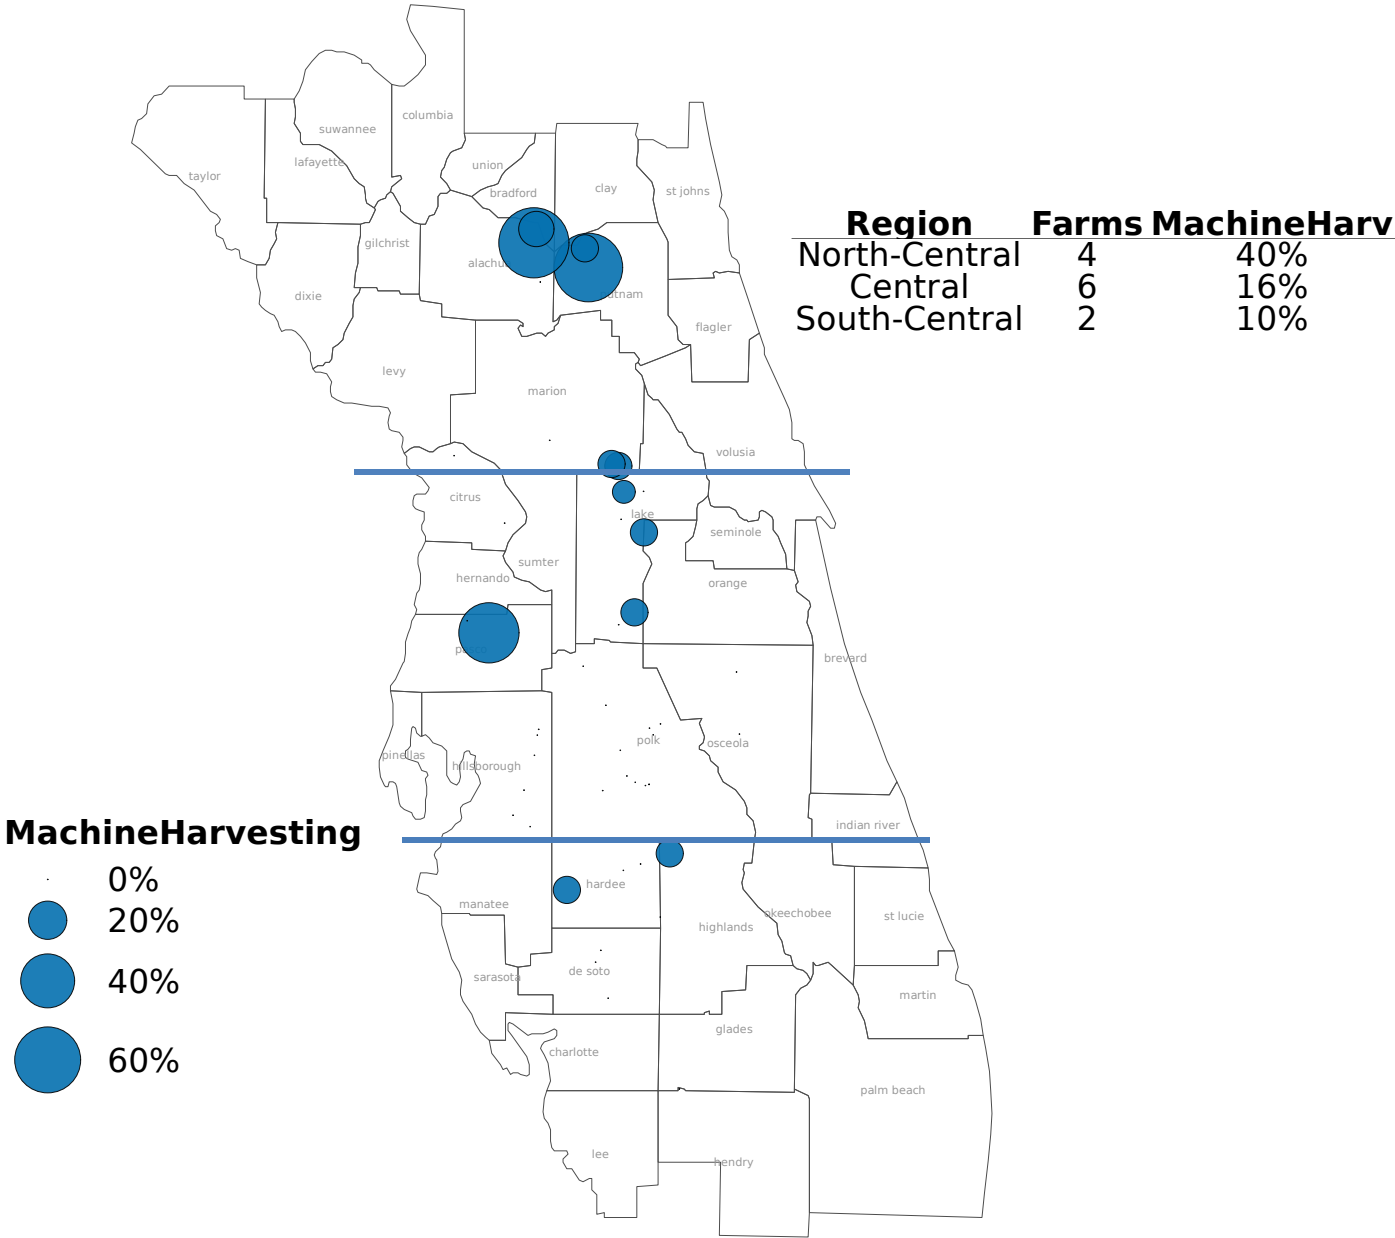 columbia
suwannee
lafayette
taylor
union
bradford
clay
st johns
gilchrist
alachu
dixie
utnam
flagler
levy
marion
volusia
Region Farms MachineHarv
North-Central 4 40%
Central 6 16%
South-Central 2 10%
citrus
lake
seminole
sumter
hernando
orange
pasco
brevard
polk
osceola
pinellas
hillsborough
indian river
MachineHarvesting
0%
20%
40%
60%
hardee
manatee
okeechobee
st lucie
highlands
sarasota
de soto
martin
glades
charlotte
palm beach
lee
hendry